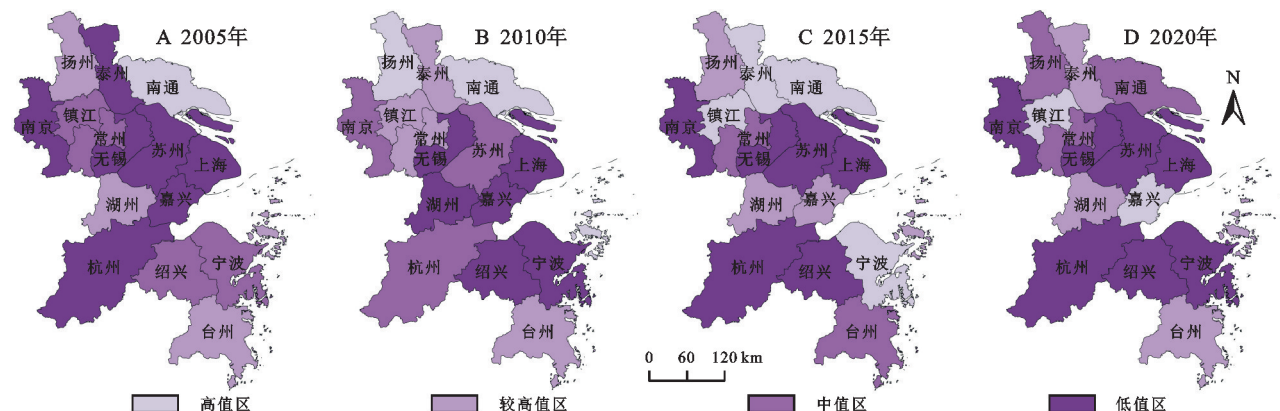 A 2005年
扬州
泰州
南通
南京
镇江
常州
无锡
苏州
上海
湖州
嘉兴
杭州
绍兴
宁波
台州
B 2010年
扬州
泰州
南通
南京
镇江
常州
无锡
苏州
上海
湖州
嘉兴
杭州
绍兴
宁波
台州
C 2015年
扬州
泰州
南通
南京
镇江
常州
无锡
苏州
上海
湖州
嘉兴
杭州
绍兴
宁波
台州
D 2020年
N
扬州
泰州
南通
南京
镇江
常州
无锡
苏州
上海
湖州
嘉兴
杭州
绍兴
宁波
台州
0 60 120 km
高值区 较高值区 中值区 低值区